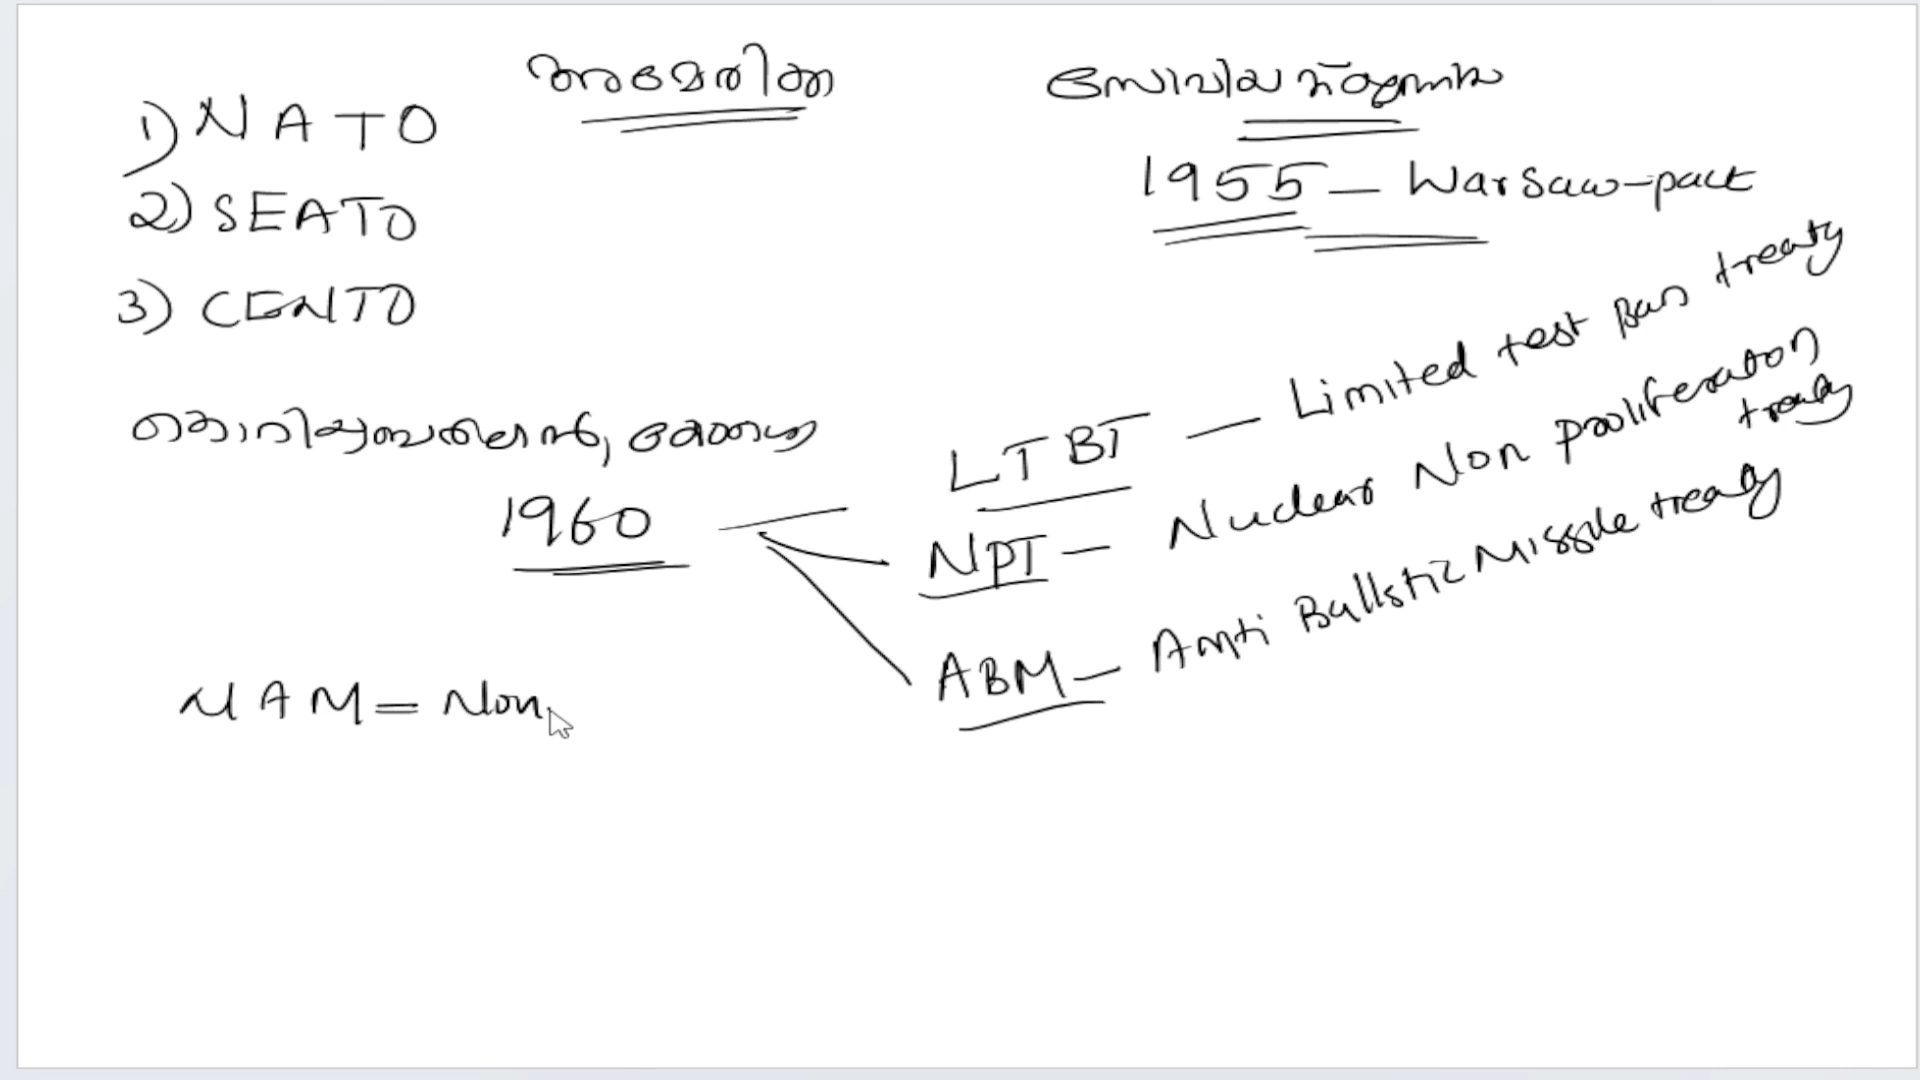 അമേരിക്ക
1) NATO
2) SEATO
3) CENTO
സോവിയറ്റ് യൂണിയൻ
1955 — Warsaw-pact
1960
LTBT — Limited test Ban treaty
NPT — Nuclear Non proliferation treaty
ABM — Anti Ballstic Missile treaty
NAM = Non